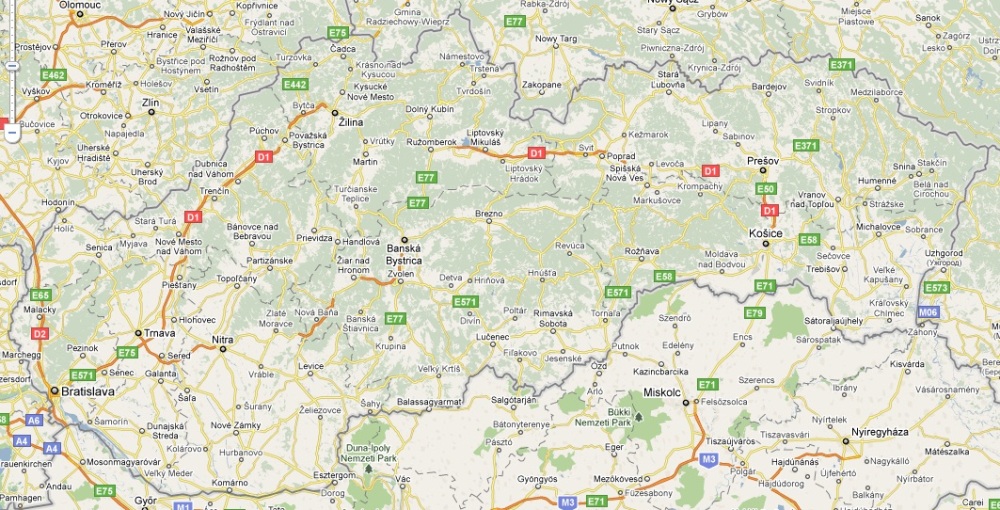 Olomouc
Nový Jičín
Frýdlant nad
Ostravicí
E75
Gmina
Radziechowy-Wieprz
E77
Rabka-Zdrój
Nowy Sącz
Grybów
Miejsce
Piastowe
Sanok
Zagórz
Lesko
Ustrz
Prostějov
Přerov
Hranice
Valašské
Meziříčí
Kopřivnice
Čadca
Námestovo
Nowy Targ
Stary Sącz
Piwniczna-Zdrój
Krynica-Zdrój
E371
E462
Bystřice pod
Hostýnem
Rožnov pod
Radhoštěm
Krásno nad
Kysucou
Trstena
Zakopane
Stará
Ľubovňa
Bardejov
Svidník
Medzilaborce
Vyškov
Kroměříž
Holešov
Vsetín
E442
Kysucké
Nové Mesto
Tvrdošín
Stropkov
Bučovice
Otrokovice
Zlín
Napajedla
Bytča
Žilina
Dolný Kubín
Kežmarok
Lipany
Sabinov
E371
Uherské
Hradiště
Púchov
Považská
Bystrica
Vrútky
Ružomberok
Liptovský
Mikuláš
D1
Svit
Poprad
Levoča
D1
Prešov
Snina
Stakčín
Uherský
Brod
Dubnica
nad Váhom
D1
Martin
E77
Liptovský
Hrádok
Spišská
Nová Ves
Krompachy
E50
Humenné
Belá nad
Cirochou
Trenčín
Turčianske
Teplice
E77
Markušovce
D1
Vranov
nad Topľou
Strážske
Hodonín
Holíč
Stará Turá
D1
Brezno
Košice
Michalovce
Sobrance
Senica
Myjava
Nové Mesto
nad Váhom
Bánovce nad
Bebravou
Prievidza
Handlová
Banská
Bystrica
Revúca
Rožňava
Moldava
nad Bodvou
E58
Sečovce
Uzhgorod
(Ужгород)
Partizánske
Žiar nad
Hronom
Zvolen
Detva
Hriňová
Hnúšťa
E58
Trebišov
Veľké
Kapušany
Piešťany
Topoľčany
E571
E571
E71
E573
E65
Malacky
Hlohovec
Zlaté
Moravce
Nová Baňa
Banská
Štiavnica
E77
Divín
Poltár
Rimavská
Sobota
Tornaľa
Szendrő
E79
Kráľovský
Chlmec
M06
D2
Trnava
Nitra
Krupina
Lučenec
Fiľakovo
Jesenské
Putnok
Edelény
Encs
Sátoraljaújhely
Sárospatak
Záhony
Marchegg
Pezinok
E75
Sered
Levice
Veľký Krtíš
Ózd
Kazincbarcika
Kisvárda
E571
Senec
Galanta
Vráble
Arló
E71
Szerencs
Ibrány
Vásárosnamény
Bratislava
Šaľa
Šurany
Želiezovce
Šahy
Balassagyarmat
Salgótarján
Miskolc
Felsőzsolca
A6
Šamorín
Dunajská
Streda
Nové Zámky
Bátonyterenye
Bükki
Nemzeti Park
Tiszavasvári
Nyírtelek
Nyíregyháza
A4
A4
Kolárovo
Hurbanovo
Duna-Ipoly
Nemzeti Park
Pásztó
Eger
Tiszaújváros
M3
Hajdúnánás
Nagykálló
Mátészalka
Mosonmagyaróvár
Veľký Meder
Komárno
Esztergom
Dorog
Vác
Gyöngyös
Mezőkövesd
Füzesabony
Polgár
Hajdúdorog
Újfehértó
Balkány
Nyírbátor
Andau
Parnhagen
E75
Győr
M1
Tata
M3
E71